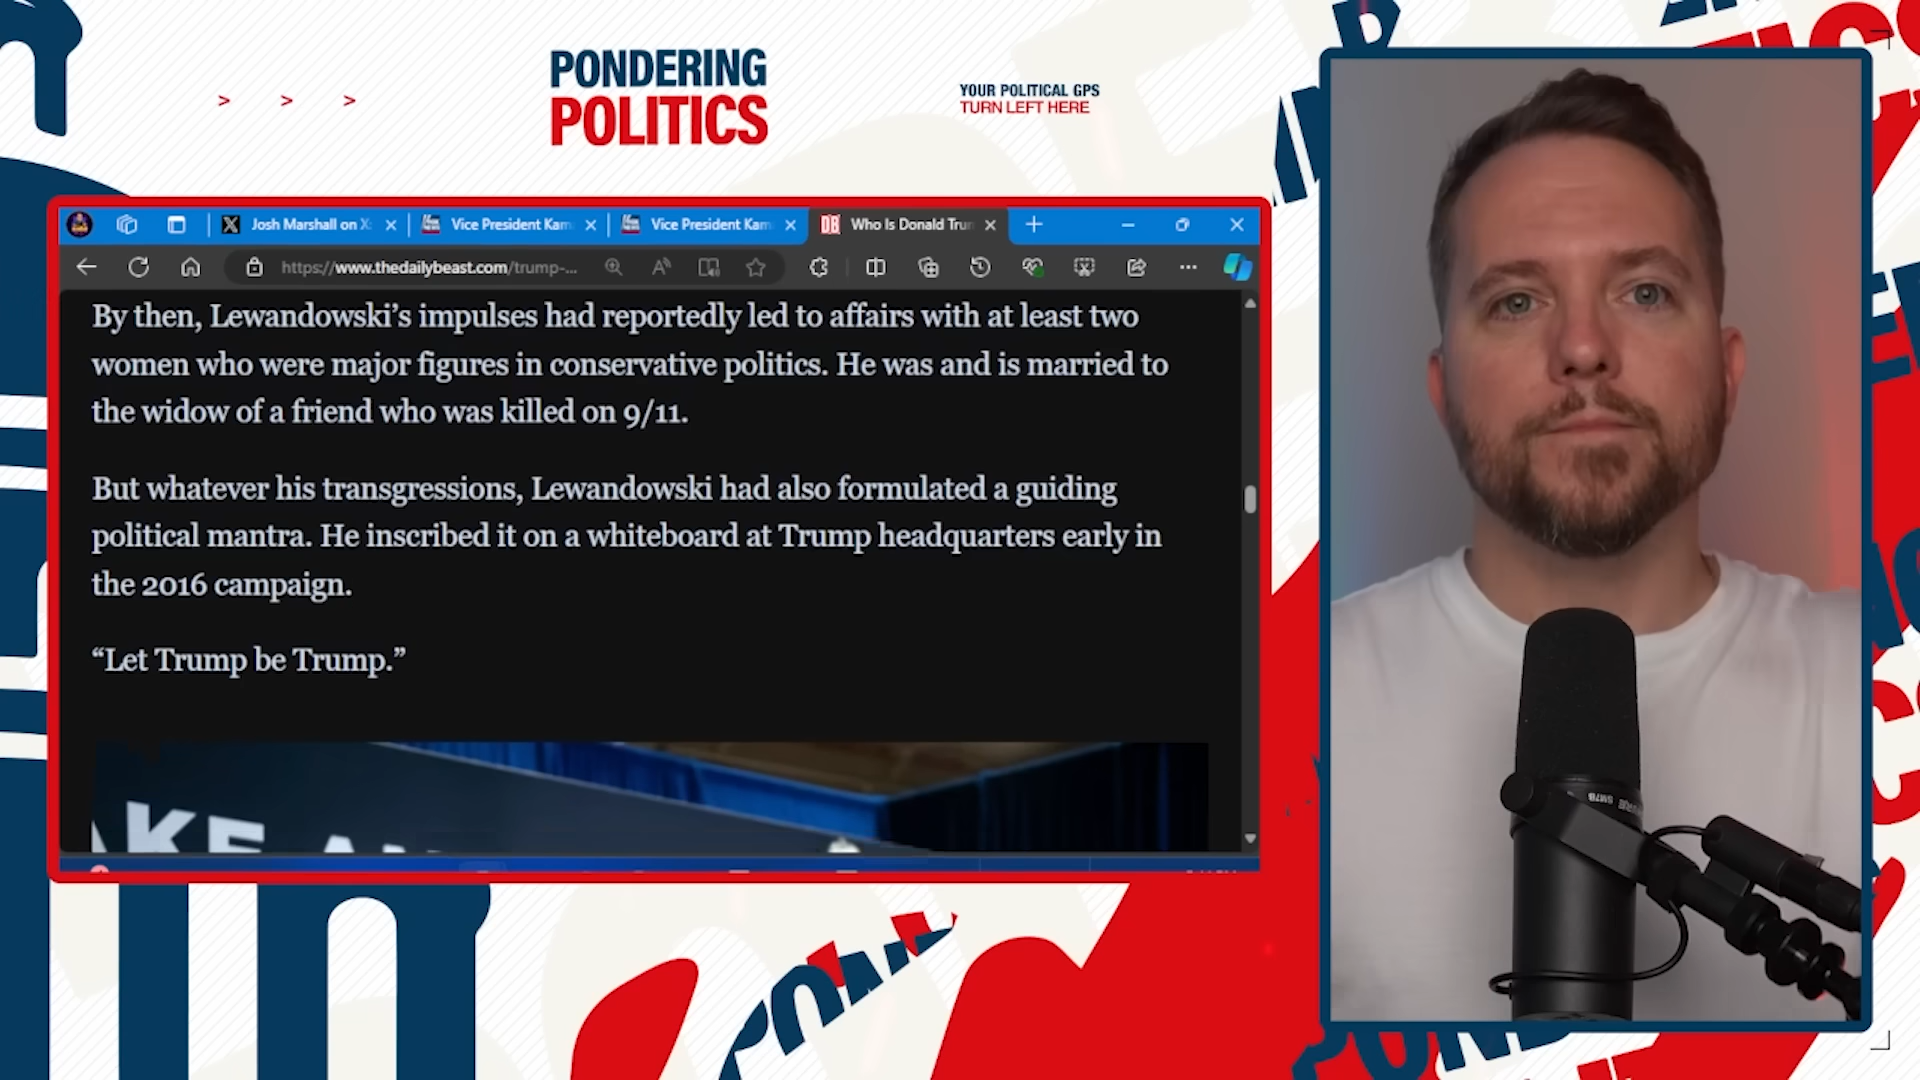 PONDERING
POLITICS
YOUR POLITICAL GPS
TURN LEFT HERE
> > >
Josh Marshall on X
Vice President Kam
Vice President Kam
Who Is Donald Trum
https://www.thedailybeast.com/trump-...
By then, Lewandowski’s impulses had reportedly led to affairs with at least two
women who were major figures in conservative politics. He was and is married to
the widow of a friend who was killed on 9/11.
But whatever his transgressions, Lewandowski had also formulated a guiding
political mantra. He inscribed it on a whiteboard at Trump headquarters early in
the 2016 campaign.
“Let Trump be Trump.”
AKE
SM7B